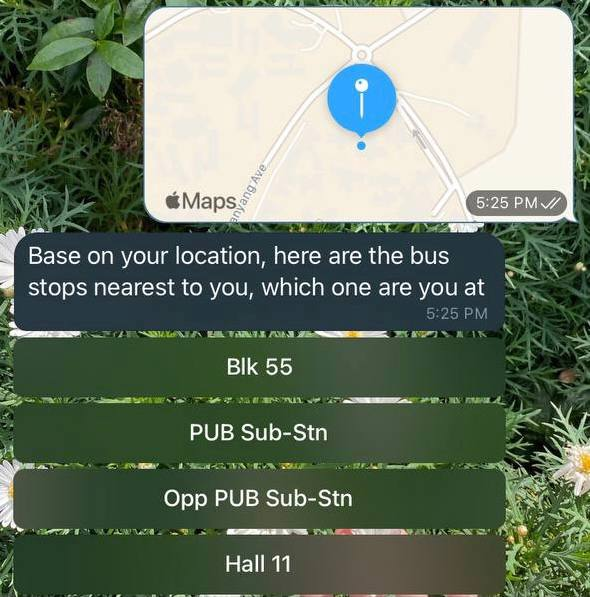 anyang Ave
Maps
5:25 PM
Base on your location, here are the bus
stops nearest to you, which one are you at
5:25 PM
Blk 55
PUB Sub-Stn
Opp PUB Sub-Stn
Hall 11